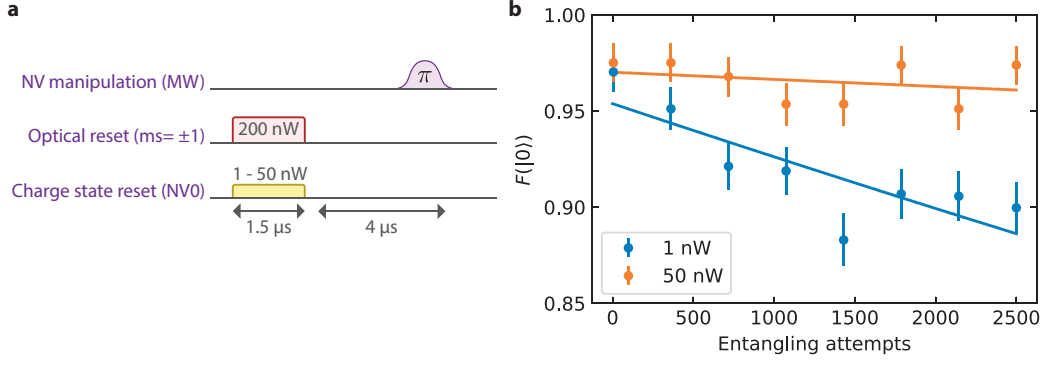 a
NV manipulation (MW)
π
Optical reset (ms= ±1)
200 nW
1 - 50 nW
Charge state reset (NV0)
1.5 μs
4 μs
b
1.00
0.95
0.90
0.85
F(|0⟩)
1 nW
50 nW
0
500
1000
1500
2000
2500
Entangling attempts